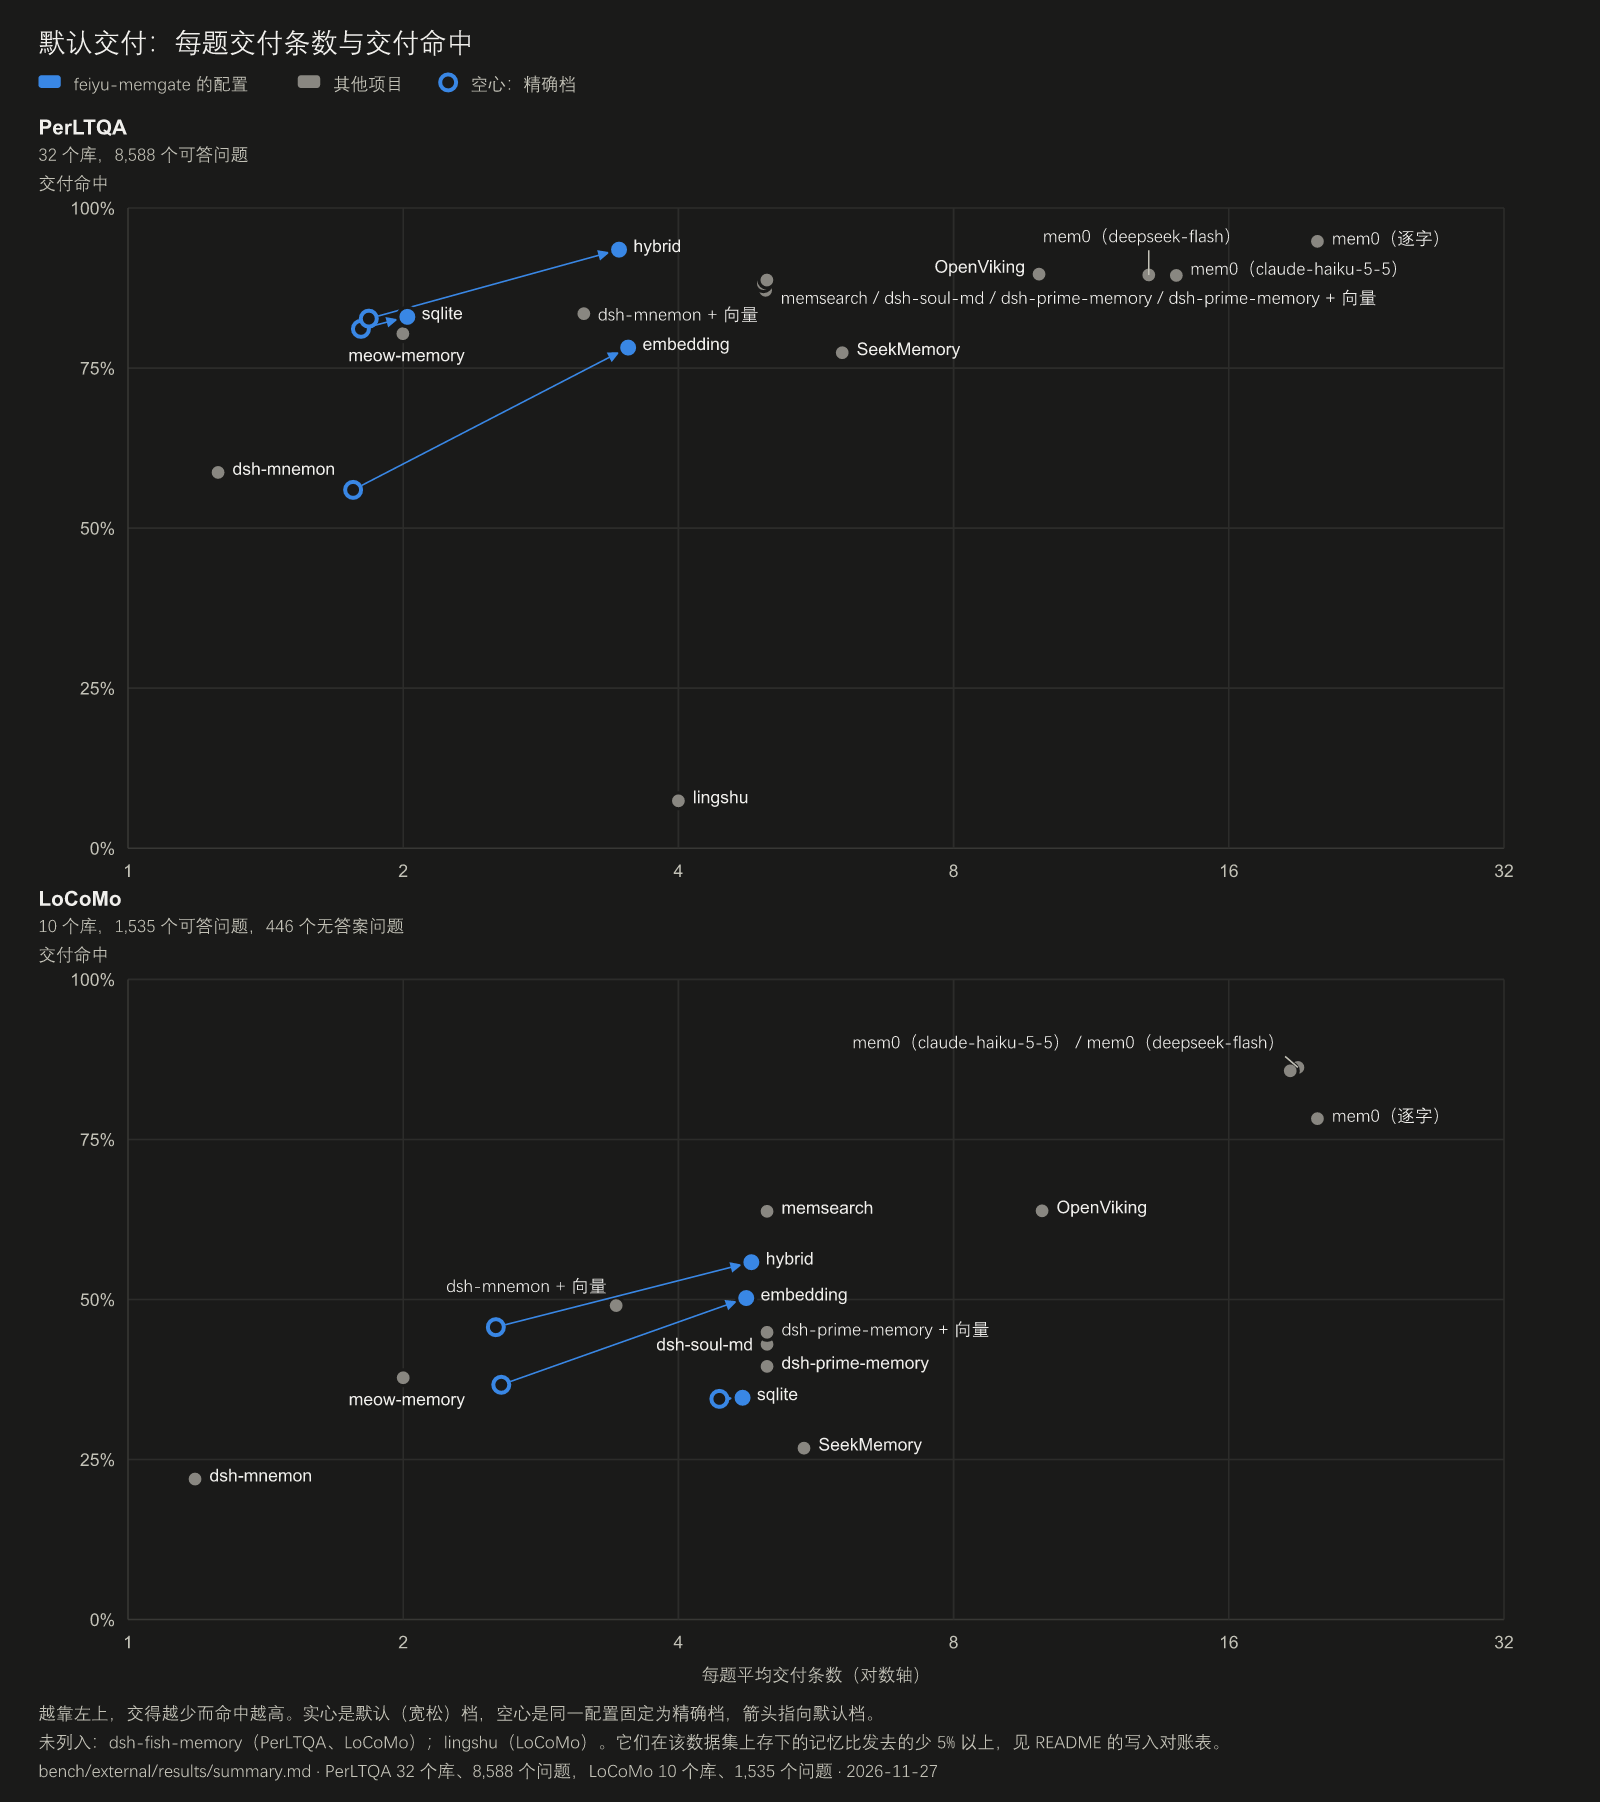 默认交付：每题交付条数与交付命中
feiyu-memgate 的配置 其他项目 空心：精确档
PerLTQA
32 个库，8,588 个可答问题
交付命中
100%
mem0（deepseek-flash）
mem0（逐字）
hybrid
OpenViking
mem0（claude-haiku-5-5）
memsearch / dsh-soul-md / dsh-prime-memory / dsh-prime-memory + 向量
sqlite
dsh-mnemon + 向量
meow-memory
embedding
SeekMemory
75%
dsh-mnemon
50%
25%
lingshu
0%
1 2 4 8 16 32
LoCoMo
10 个库，1,535 个可答问题，446 个无答案问题
交付命中
100%
mem0（claude-haiku-5-5） / mem0（deepseek-flash）
mem0（逐字）
75%
memsearch
OpenViking
hybrid
dsh-mnemon + 向量
embedding
50%
dsh-prime-memory + 向量
dsh-soul-md
dsh-prime-memory
meow-memory
sqlite
SeekMemory
25%
dsh-mnemon
0%
1 2 4 8 16 32
每题平均交付条数（对数轴）
越靠左上，交得越少而命中越高。实心是默认（宽松）档，空心是同一配置固定为精确档，箭头指向默认档。
未列入：dsh-fish-memory（PerLTQA、LoCoMo）；lingshu（LoCoMo）。它们在该数据集上存下的记忆比发去的少 5% 以上，见 README 的写入对账表。
bench/external/results/summary.md · PerLTQA 32 个库、8,588 个问题，LoCoMo 10 个库、1,535 个问题 · 2026-11-27